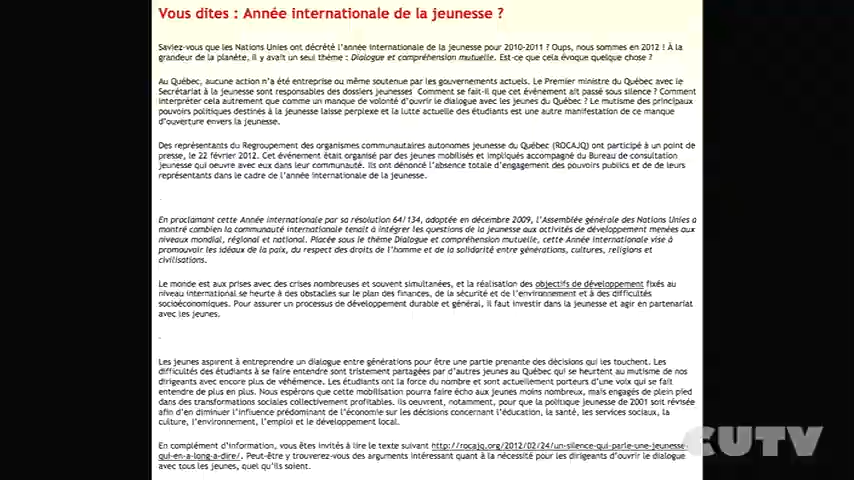 Vous dites : Année internationale de la jeunesse ?
Saviez-vous que les Nations Unies ont décrété l'année internationale de la jeunesse pour 2010-2011 ? Oups, nous sommes en 2012 ! À la
grandeur de la planète, il y avait un seul thème : Dialogue et compréhension mutuelle. Est-ce que cela évoque quelque chose ?
Au Québec, aucune action n'a été entreprise ou même soutenue par les gouvernements actuels. Le Premier ministre du Québec avec le
Secrétariat à la jeunesse sont responsables des dossiers jeunesses Comment se fait-il que cet événement ait passé sous silence ? Comment
interpréter cela autrement que comme un manque de volonté d'ouvrir le dialogue avec les jeunes du Québec ? Le mutisme des principaux
pouvoirs politiques destinés à la jeunesse laisse perplexe et la lutte actuelle des étudiants est une autre manifestation de ce manque
d'ouverture envers la jeunesse.
Des représentants du Regroupement des organismes communautaires autonomes jeunesse du Québec (ROCAJQ) ont participé à un point de
presse, le 22 février 2012. Cet événement était organisé par des jeunes mobilisés et impliqués accompagné du Bureau de consultation
jeunesse qui oeuvre avec eux dans leur communauté. Ils ont dénoncé l'absence totale d'engagement des pouvoirs publics et de de leurs
représentants dans le cadre de l'année internationale de la jeunesse.
En proclamant cette Année internationale par sa résolution 64/134, adoptée en décembre 2009, l'Assemblée générale des Nations Unies a
montré combien la communauté internationale tenait à intégrer les questions de la jeunesse aux activités de développement menées aux
niveaux mondial, régional et national. Placée sous le thème Dialogue et compréhension mutuelle, cette Année internationale vise à
promouvoir les idéaux de la paix, du respect des droits de l'homme et de la solidarité entre générations, cultures, religions et
civilisations.
Le monde est aux prises avec des crises nombreuses et souvent simultanées, et la réalisation des objectifs de développement fixés au
niveau international se heurte à des obstacles sur le plan des finances, de la sécurité et de l'environnement et à des difficultés
socioéconomiques. Pour assurer un processus de développement durable et général, il faut investir dans la jeunesse et agir en partenariat
avec les jeunes.
Les jeunes aspirent à entreprendre un dialogue entre générations pour être une partie prenante des décisions qui les touchent. Les
difficultés des étudiants à se faire entendre sont tristement partagées par d'autres jeunes au Québec qui se heurtent au mutisme de nos
dirigeants avec encore plus de véhémence. Les étudiants ont la force du nombre et sont actuellement porteurs d'une voix qui se fait
entendre de plus en plus. Nous espérons que cette mobilisation pourra faire écho aux jeunes moins nombreux, mais engagés de plein pied
dans des transformations sociales collectivement profitables. Ils oeuvrent, notamment, pour que la politique jeunesse de 2001 soit révisée
afin d'en diminuer l'influence prédominant de l'économie sur les décisions concernant l'éducation, la santé, les services sociaux, la
culture, l'environnement, l'emploi et le développement local.
En complément d'information, vous êtes invités à lire le texte suivant http://rocajq.org/2012/02/24/un-silence-qui-parle-une-jeunesse-
qui-en-a-long-a-dire/. Peut-être y trouverez-vous des arguments intéressant quant à la nécessité pour les dirigeants d'ouvrir le dialogue
avec tous les jeunes, quel qu'ils soient.
CUTV